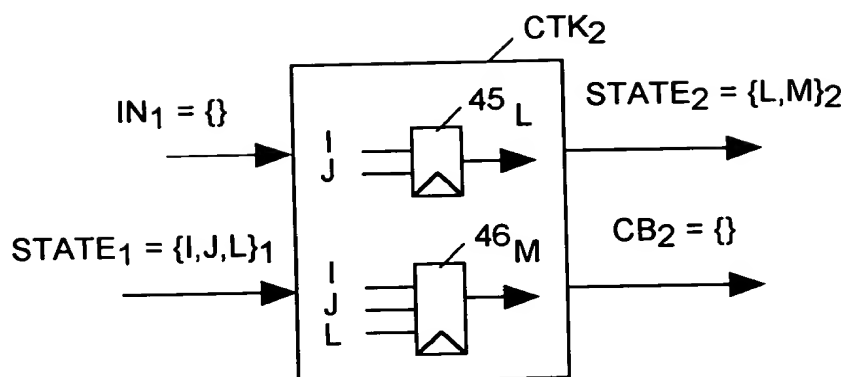 CTK2
IN1 = {}
STATE1 = {I,J,L}1
I
J
45
L
I
J
L
46
M
STATE2 = {L,M}2
CB2 = {}